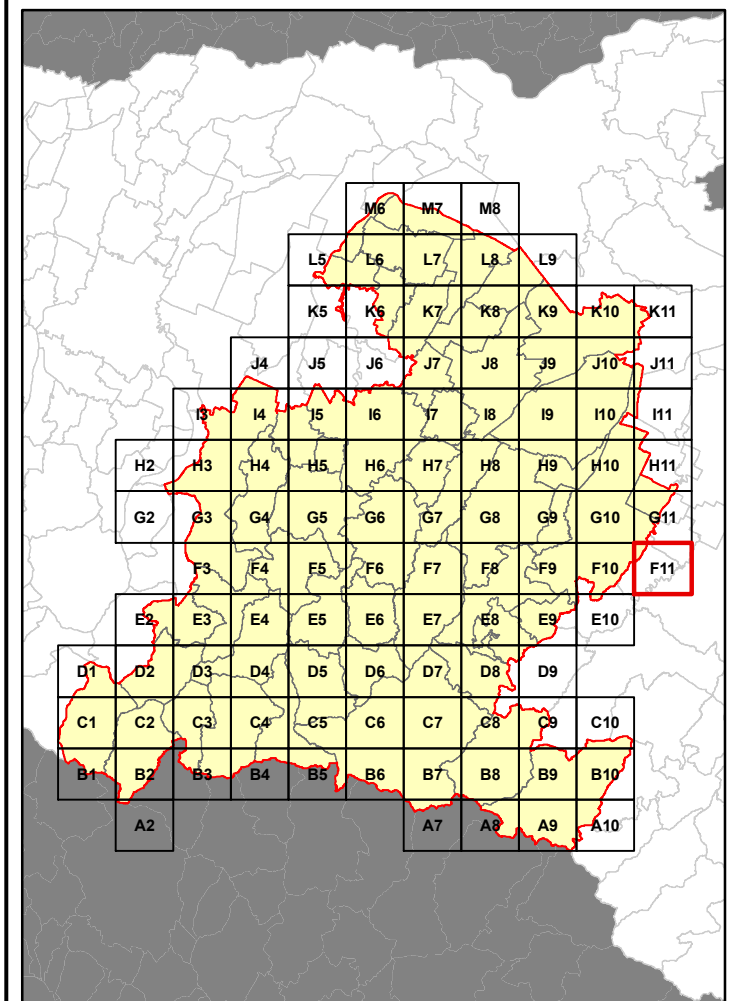 M6 M7 M8
L5 L6 L7 L8 L9
K5 K6 K7 K8 K9 K10 K11
J4 J5 J6 J7 J8 J9 J10 J11
I3 I4 I5 I6 I7 I8 I9 I10 I11
H2 H3 H4 H5 H6 H7 H8 H9 H10 H11
G2 G3 G4 G5 G6 G7 G8 G9 G10 G11
F3 F4 F5 F6 F7 F8 F9 F10 F11
E2 E3 E4 E5 E6 E7 E8 E9 E10
D1 D2 D3 D4 D5 D6 D7 D8 D9
C1 C2 C3 C4 C5 C6 C7 C8 C9 C10
B1 B2 B3 B4 B5 B6 B7 B8 B9 B10
A2 A7 A8 A9 A10